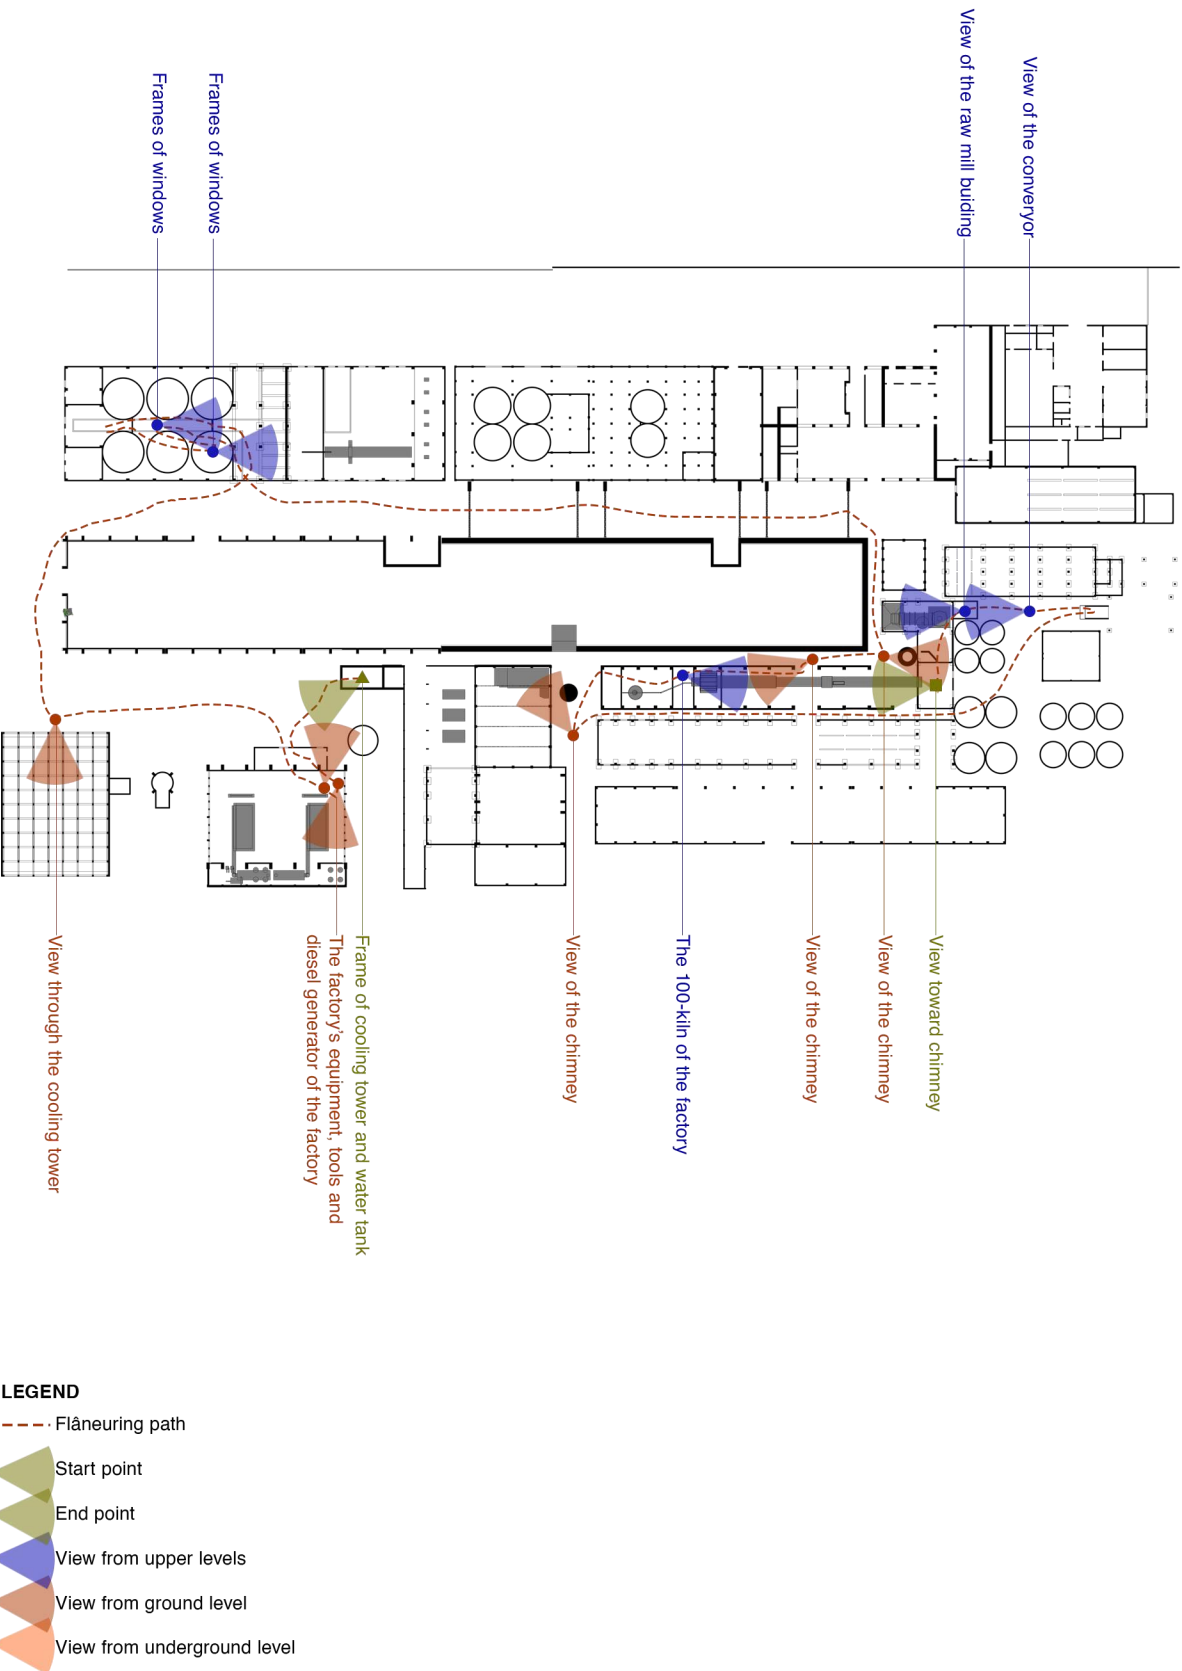 Frames of windows
Frames of windows
View of the raw mill buiding
View of the converyor
View through the cooling tower
The factory's equipment, tools and
diesel generator of the factory
Frame of cooling tower and water tank
View of the chimney
The 100-kiln of the factory
View of the chimney
View of the chimney
View toward chimney
LEGEND
Flâneuring path
Start point
End point
View from upper levels
View from ground level
View from underground level